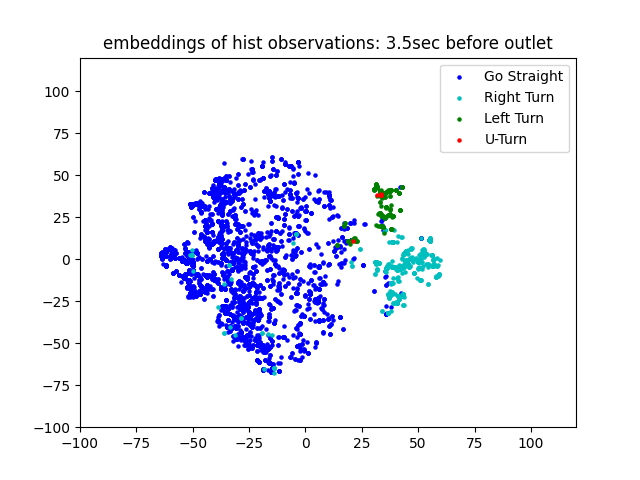 embeddings of hist observations: 3.5sec before outlet
Go Straight
Right Turn
Left Turn
U-Turn
100
75
50
25
0
−25
−50
−75
−100
−100 −75 −50 −25 0 25 50 75 100